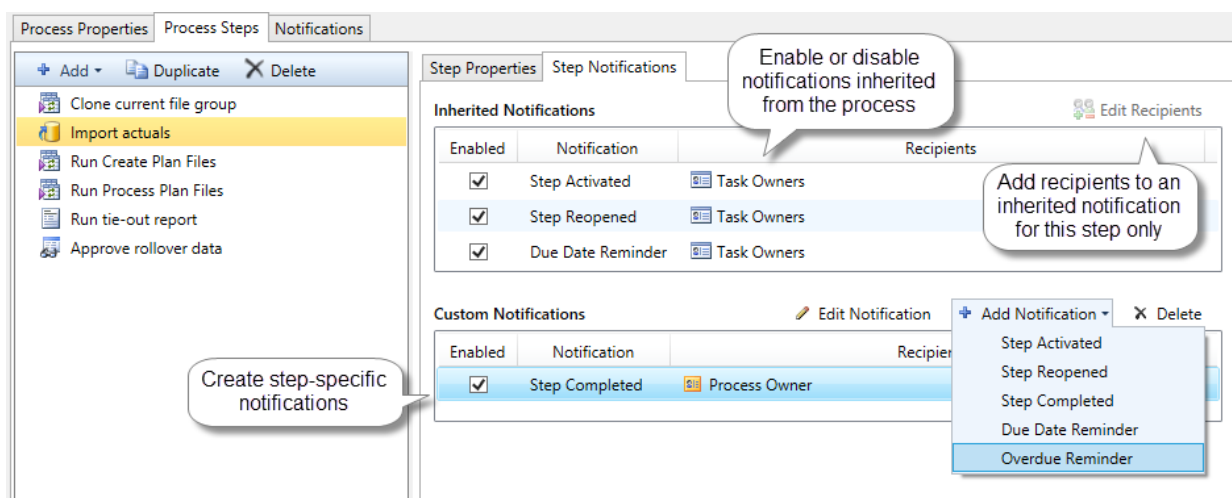 Process Properties Process Steps Notifications
Add Duplicate Delete
Clone current file group
Import actuals
Run Create Plan Files
Run Process Plan Files
Run tie-out report
Approve rollover data
Step Properties Step Notifications
Enable or disable
notifications inherited
from the process
Inherited Notifications Edit Recipients
Enabled Notification Recipients
Step Activated Task Owners
Step Reopened Task Owners
Due Date Reminder Task Owners
Add recipients to an
inherited notification
for this step only
Custom Notifications Edit Notification Add Notification Delete
Enabled Notification Recipien
Step Completed Process Owner
Create step-specific
notifications
Step Activated
Step Reopened
Step Completed
Due Date Reminder
Overdue Reminder